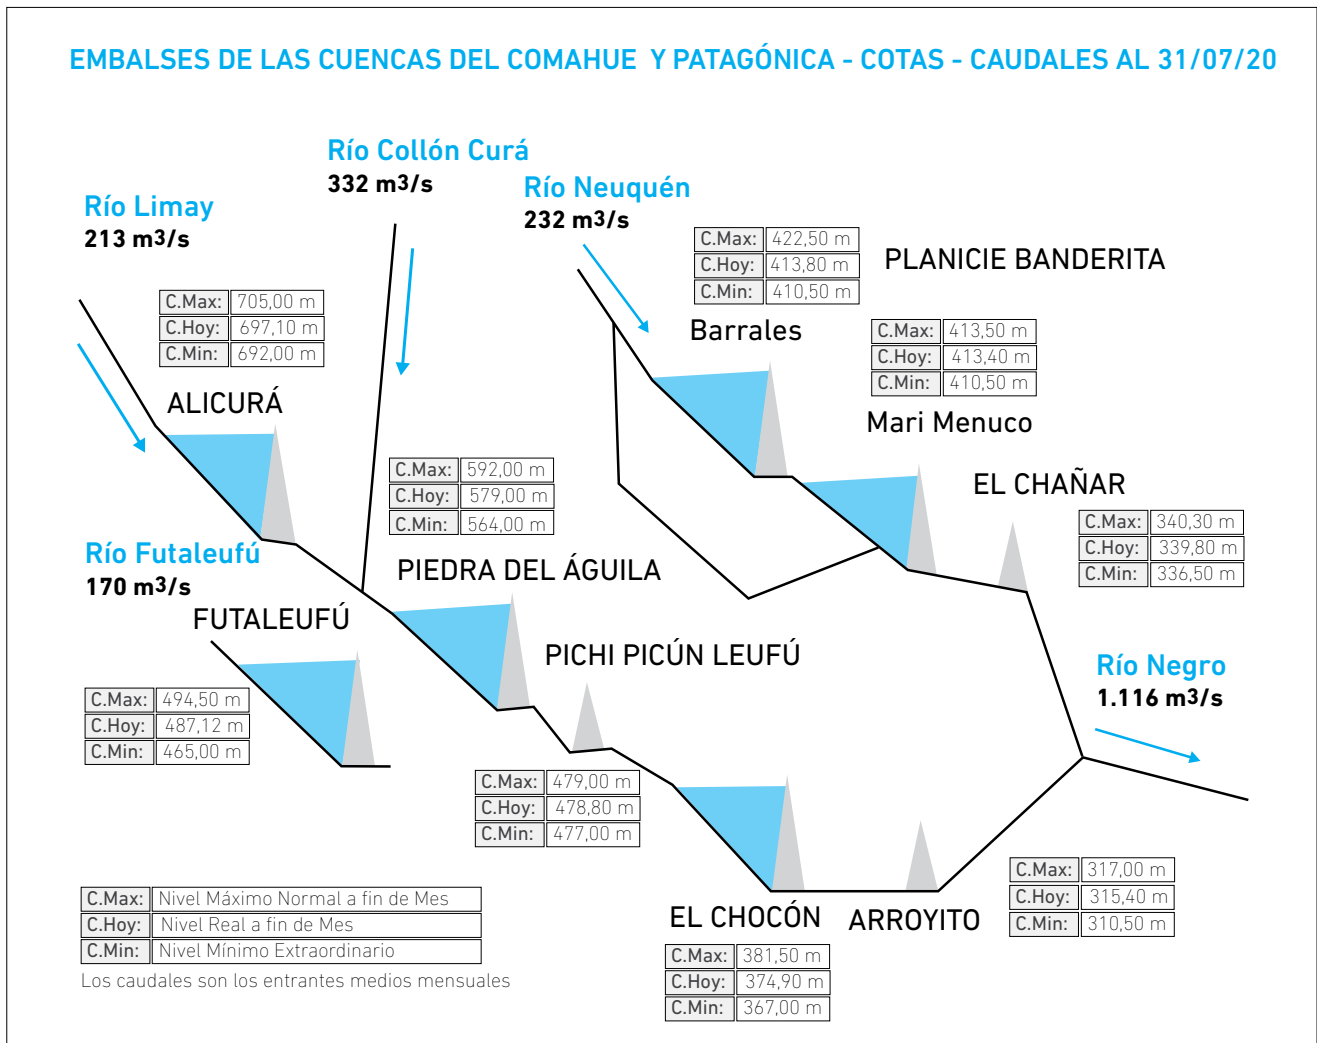 EMBALSES DE LAS CUENCAS DEL COMAHUE Y PATAGÓNICA - COTAS - CAUDALES AL 31/07/20
Río Collón Curá
332 m3/s
Río Neuquén
232 m3/s
Río Limay
213 m3/s
C.Max: 422,50 m
C.Hoy: 413,80 m
C.Min: 410,50 m
PLANICIE BANDERITA
Barrales
C.Max: 705,00 m
C.Hoy: 697,10 m
C.Min: 692,00 m
ALICURÁ
C.Max: 413,50 m
C.Hoy: 413,40 m
C.Min: 410,50 m
Mari Menuco
C.Max: 592,00 m
C.Hoy: 579,00 m
C.Min: 564,00 m
PIEDRA DEL ÁGUILA
EL CHAÑAR
C.Max: 340,30 m
C.Hoy: 339,80 m
C.Min: 336,50 m
Río Futaleufú
170 m3/s
FUTALEUFÚ
C.Max: 494,50 m
C.Hoy: 487,12 m
C.Min: 465,00 m
PICHI PICÚN LEUFÚ
C.Max: 479,00 m
C.Hoy: 478,80 m
C.Min: 477,00 m
Río Negro
1.116 m3/s
C.Max: 317,00 m
C.Hoy: 315,40 m
C.Min: 310,50 m
EL CHOCÓN
ARROYITO
C.Max: 381,50 m
C.Hoy: 374,90 m
C.Min: 367,00 m
C.Max: Nivel Máximo Normal a fin de Mes
C.Hoy: Nivel Real a fin de Mes
C.Min: Nivel Mínimo Extraordinario
Los caudales son los entrantes medios mensuales